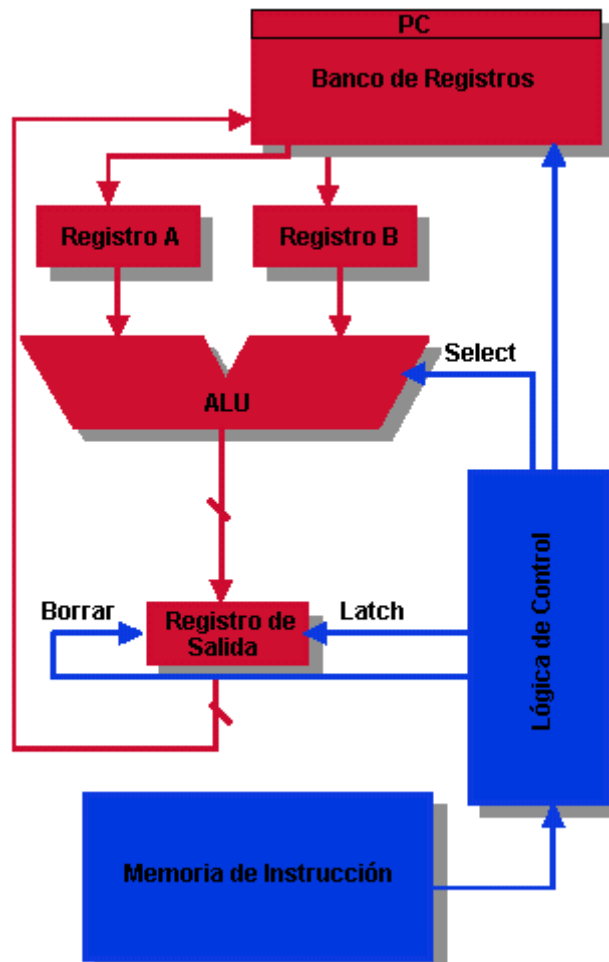 PC
Banco de Registros
Registro A
Registro B
Select
ALU
Lógica de Control
Borrar
Registro de
Salida
Latch
Memoria de Instrucción